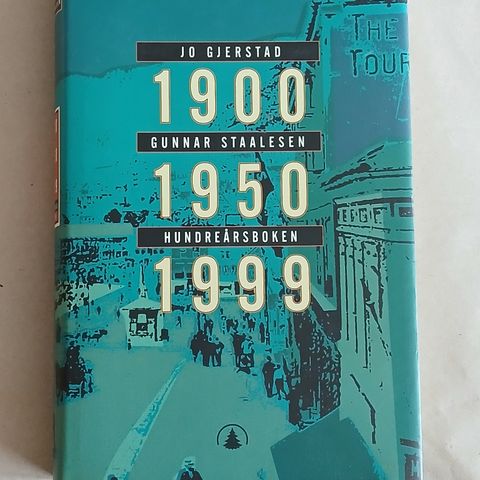 THE
TOUR
JO GJERSTAD
1900
GUNNAR STAALESEN
1950
HUNDREÅRSBOKEN
1999